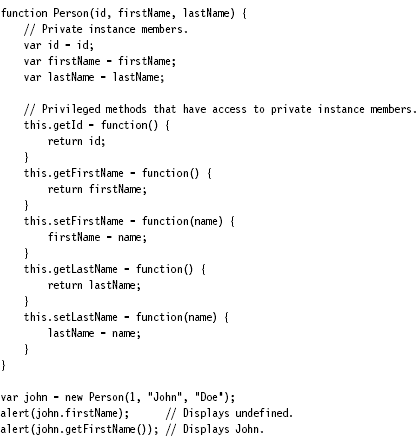 function Person(id, firstName, lastName) {
    // Private instance members.
    var id = id;
    var firstName = firstName;
    var lastName = lastName;

    // Privileged methods that have access to private instance members.
    this.getId = function() {
        return id;
    }
    this.getFirstName = function() {
        return firstName;
    }
    this.setFirstName = function(name) {
        firstName = name;
    }
    this.getLastName = function() {
        return lastName;
    }
    this.setLastName = function(name) {
        lastName = name;
    }
}

var john = new Person(1, "John", "Doe");
alert(john.firstName);      // Displays undefined.
alert(john.getFirstName()); // Displays John.